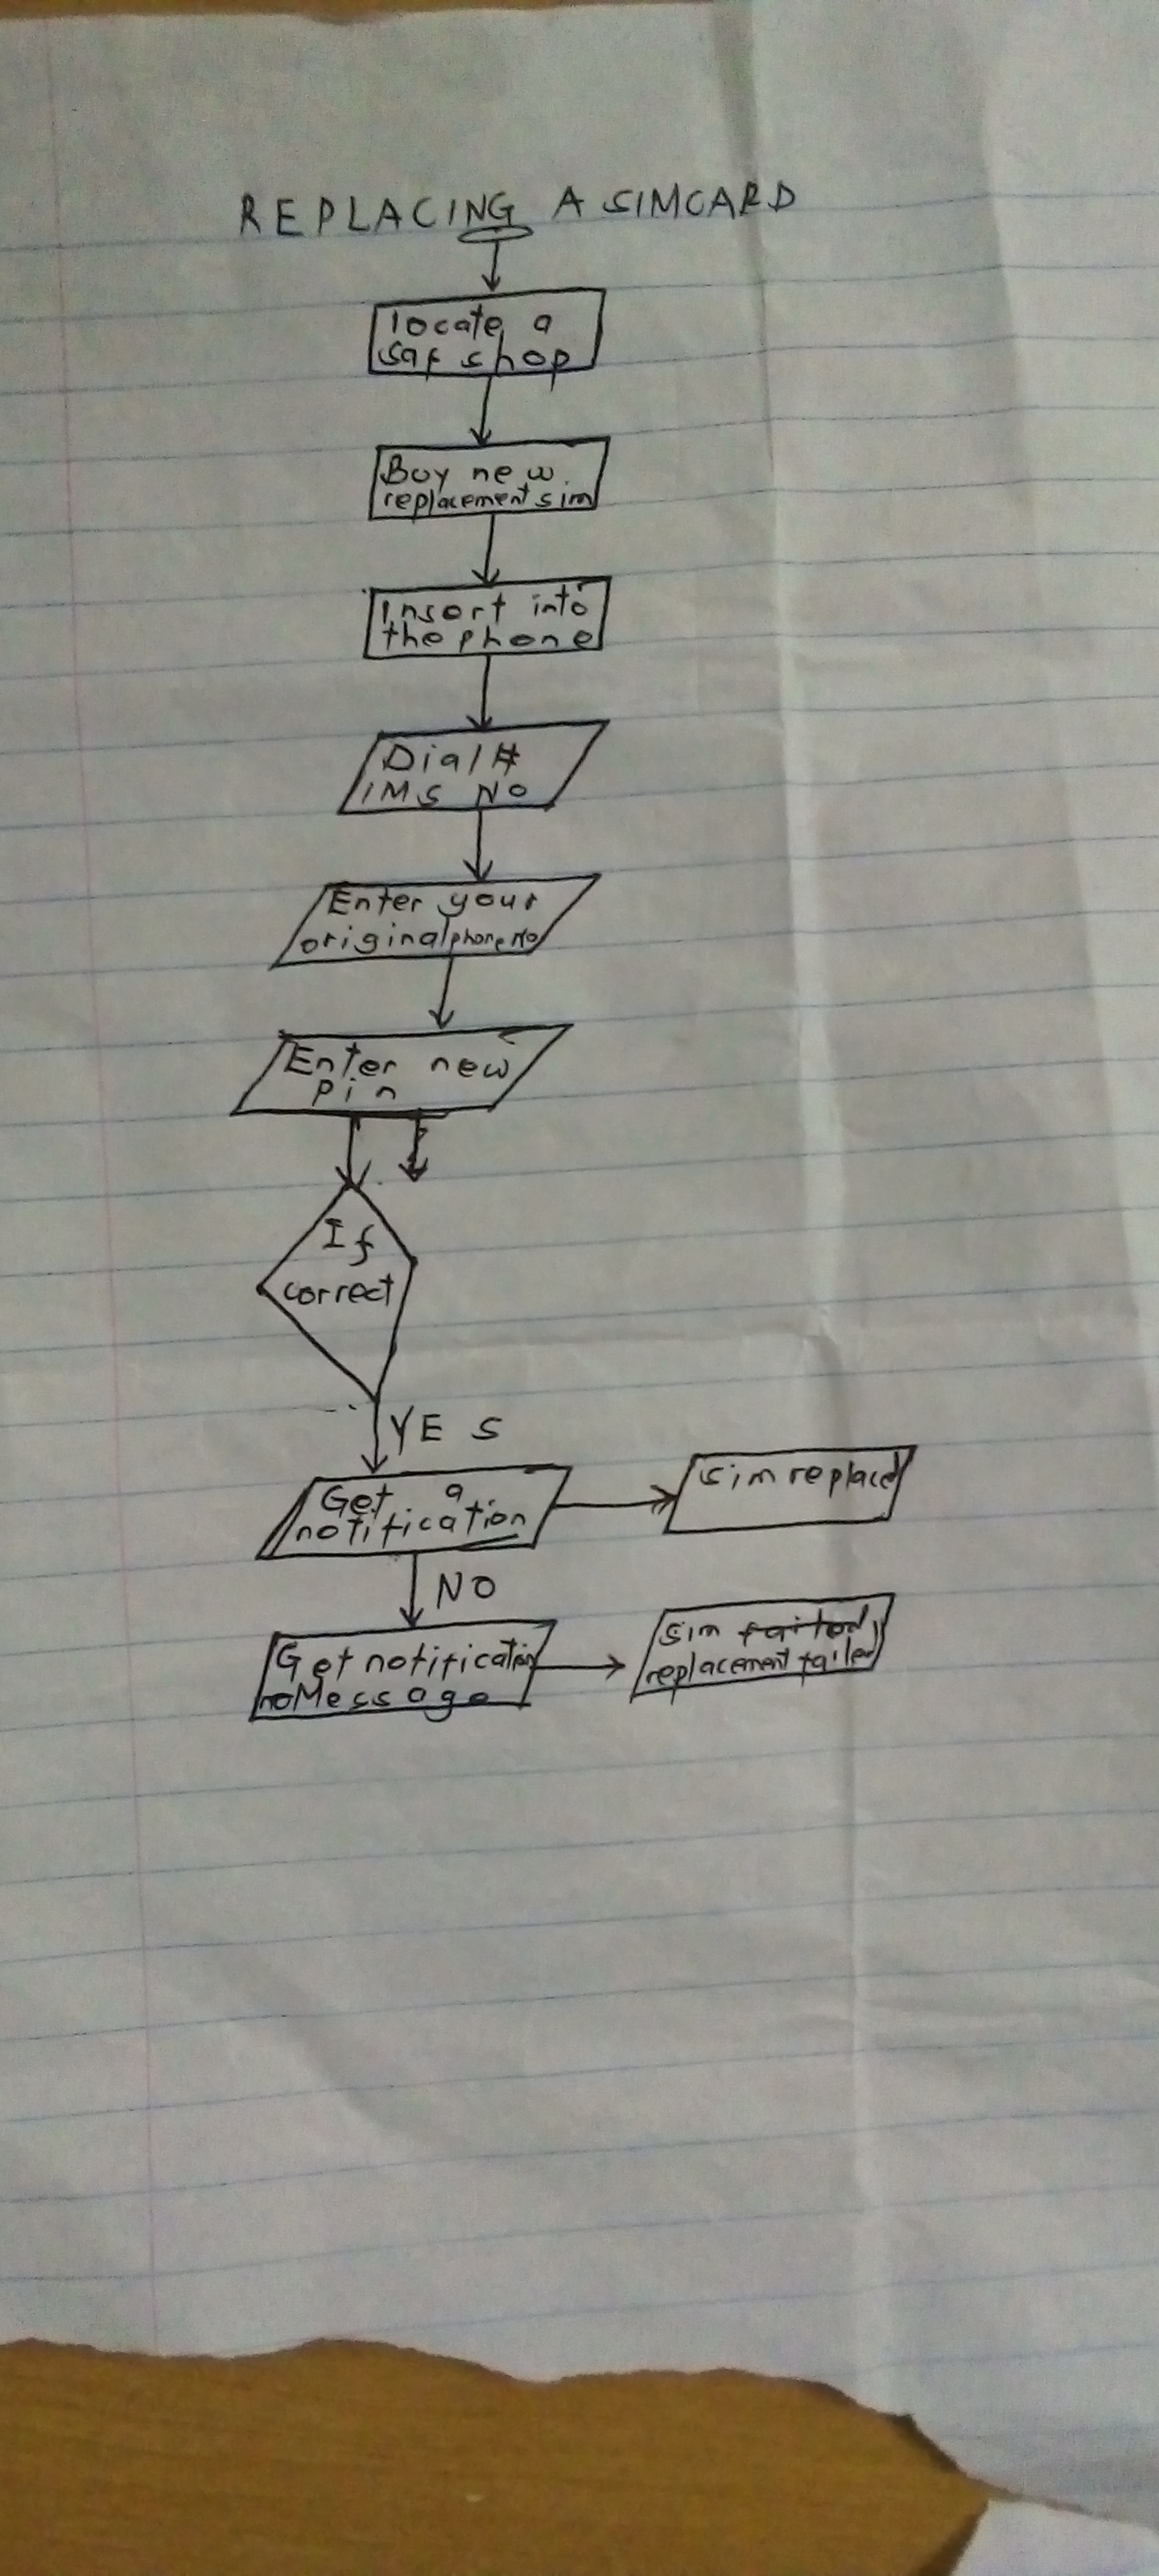 REPLACING A SIMCARD
locate a
saf shop
Buy new
replacement sim
Insert into
the phone
Dial #
IMS NO
Enter your
original phone No
Enter new
pin
If
correct
YES
Get a
notification
sim replaced
NO
Get notification
noMessage
sim failed
replacement failed